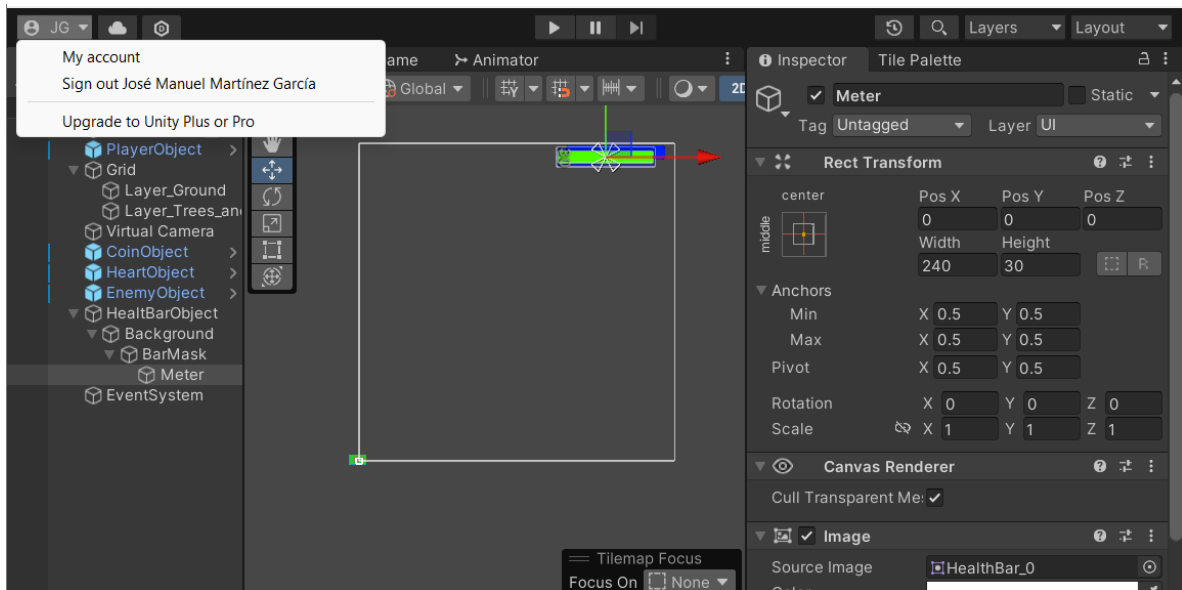 JG
Layers
Layout
My account
Sign out José Manuel Martínez García
Upgrade to Unity Plus or Pro
ame
Animator
Global
2D
PlayerObject
Grid
Layer_Ground
Layer_Trees_an
Virtual Camera
CoinObject
HeartObject
EnemyObject
HealtBarObject
Background
BarMask
Meter
EventSystem
Tilemap Focus
Focus On None
Inspector Tile Palette
Meter Static
Tag Untagged Layer UI
Rect Transform
center Pos X Pos Y Pos Z
middle
0 0 0
Width Height
240 30 R
Anchors
Min X 0.5 Y 0.5
Max X 0.5 Y 0.5
Pivot X 0.5 Y 0.5
Rotation X 0 Y 0 Z 0
Scale X 1 Y 1 Z 1
Canvas Renderer
Cull Transparent Me
Image
Source Image HealthBar_0